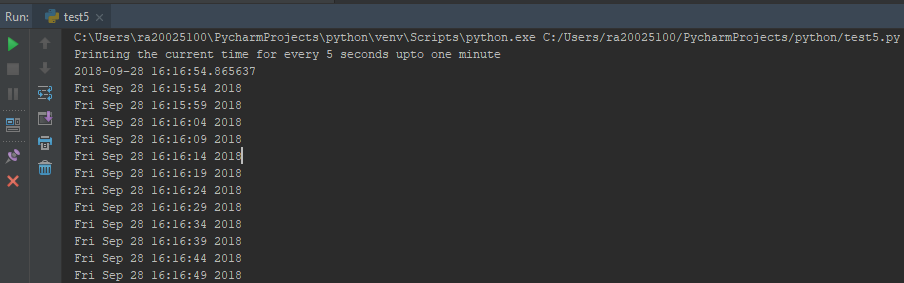 Run: test5
C:\Users\ra20025100\PycharmProjects\python\venv\Scripts\python.exe C:/Users/ra20025100/PycharmProjects/python/test5.py
Printing the current time for every 5 seconds upto one minute
2018-09-28 16:16:54.865637
Fri Sep 28 16:15:54 2018
Fri Sep 28 16:15:59 2018
Fri Sep 28 16:16:04 2018
Fri Sep 28 16:16:09 2018
Fri Sep 28 16:16:14 2018
Fri Sep 28 16:16:19 2018
Fri Sep 28 16:16:24 2018
Fri Sep 28 16:16:29 2018
Fri Sep 28 16:16:34 2018
Fri Sep 28 16:16:39 2018
Fri Sep 28 16:16:44 2018
Fri Sep 28 16:16:49 2018